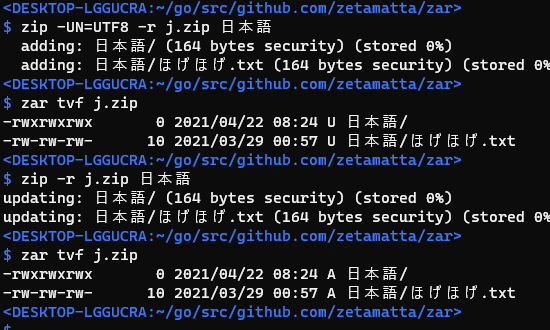 <DESKTOP-LGGUCRA:~/go/src/github.com/zetamatta/zar>
$ zip -UN=UTF8 -r j.zip 日本語
  adding: 日本語/ (164 bytes security) (stored 0%)
  adding: 日本語/ほげほげ.txt (164 bytes security) (stored 0%
<DESKTOP-LGGUCRA:~/go/src/github.com/zetamatta/zar>
$ zar tvf j.zip
-rwxrwxrwx        0 2021/04/22 08:24 U 日本語/
-rw-rw-rw-       10 2021/03/29 00:57 U 日本語/ほげほげ.txt
<DESKTOP-LGGUCRA:~/go/src/github.com/zetamatta/zar>
$ zip -r j.zip 日本語
updating: 日本語/ (164 bytes security) (stored 0%)
updating: 日本語/ほげほげ.txt (164 bytes security) (stored 0%
<DESKTOP-LGGUCRA:~/go/src/github.com/zetamatta/zar>
$ zar tvf j.zip
-rwxrwxrwx        0 2021/04/22 08:24 A 日本語/
-rw-rw-rw-       10 2021/03/29 00:57 A 日本語/ほげほげ.txt
<DESKTOP-LGGUCRA:~/go/src/github.com/zetamatta/zar>
$